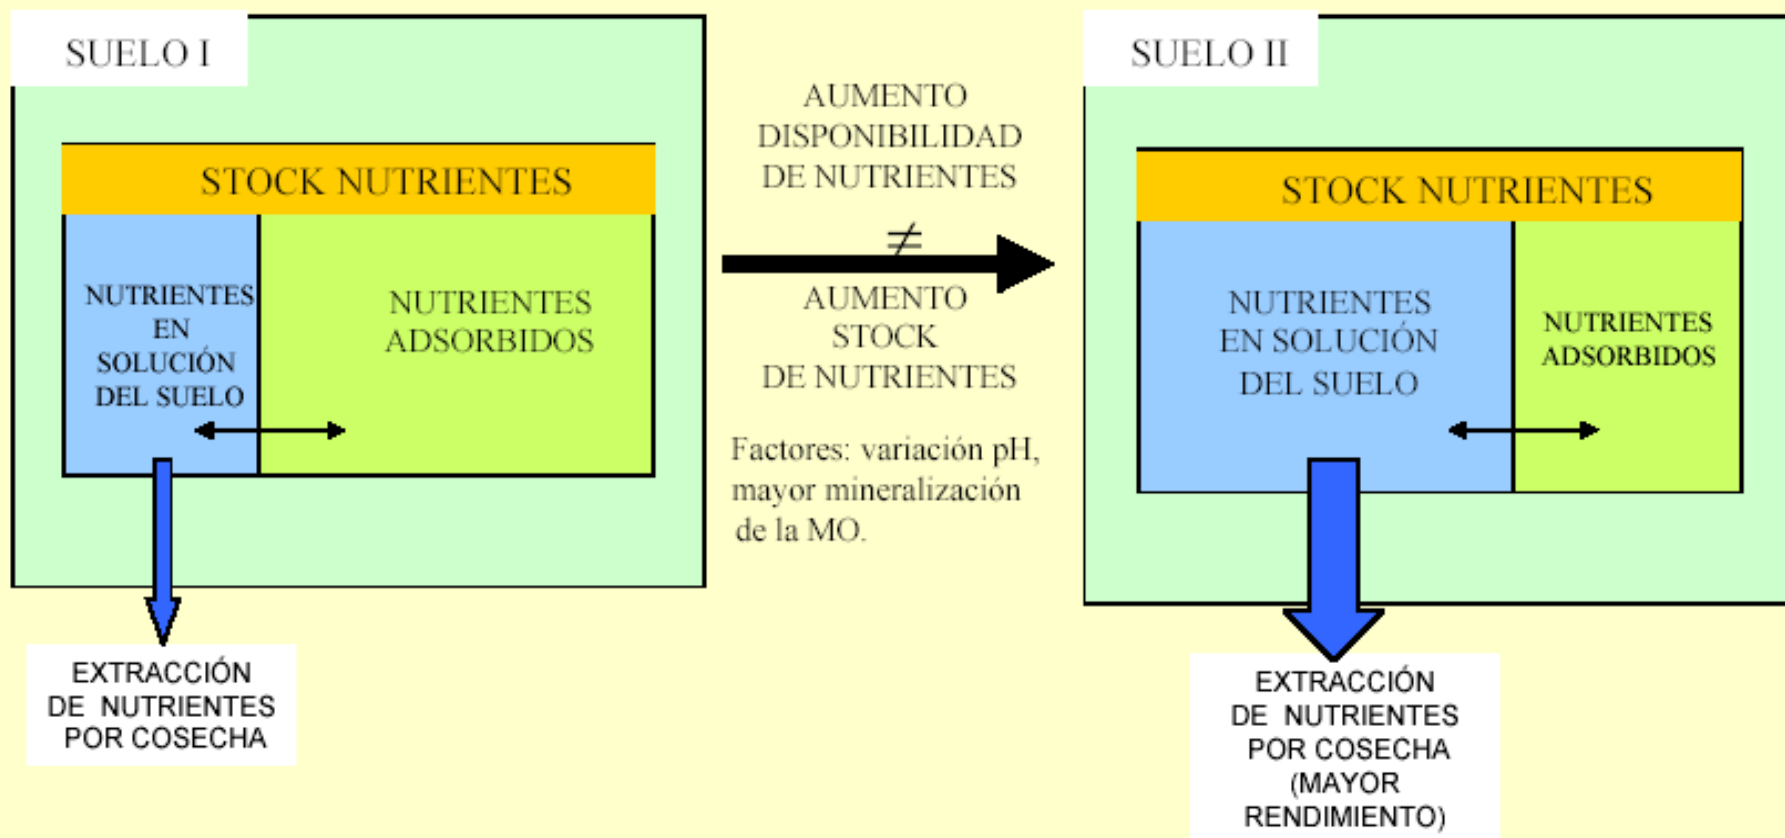 SUELO I
STOCK NUTRIENTES
NUTRIENTES
EN
SOLUCIÓN
DEL SUELO
NUTRIENTES
ADSORBIDOS
EXTRACCIÓN
DE NUTRIENTES
POR COSECHA
AUMENTO
DISPONIBILIDAD
DE NUTRIENTES
≠
AUMENTO
STOCK
DE NUTRIENTES
Factores: variación pH,
mayor mineralización
de la MO.
SUELO II
STOCK NUTRIENTES
NUTRIENTES
EN SOLUCIÓN
DEL SUELO
NUTRIENTES
ADSORBIDOS
EXTRACCIÓN
DE NUTRIENTES
POR COSECHA
(MAYOR
RENDIMIENTO)